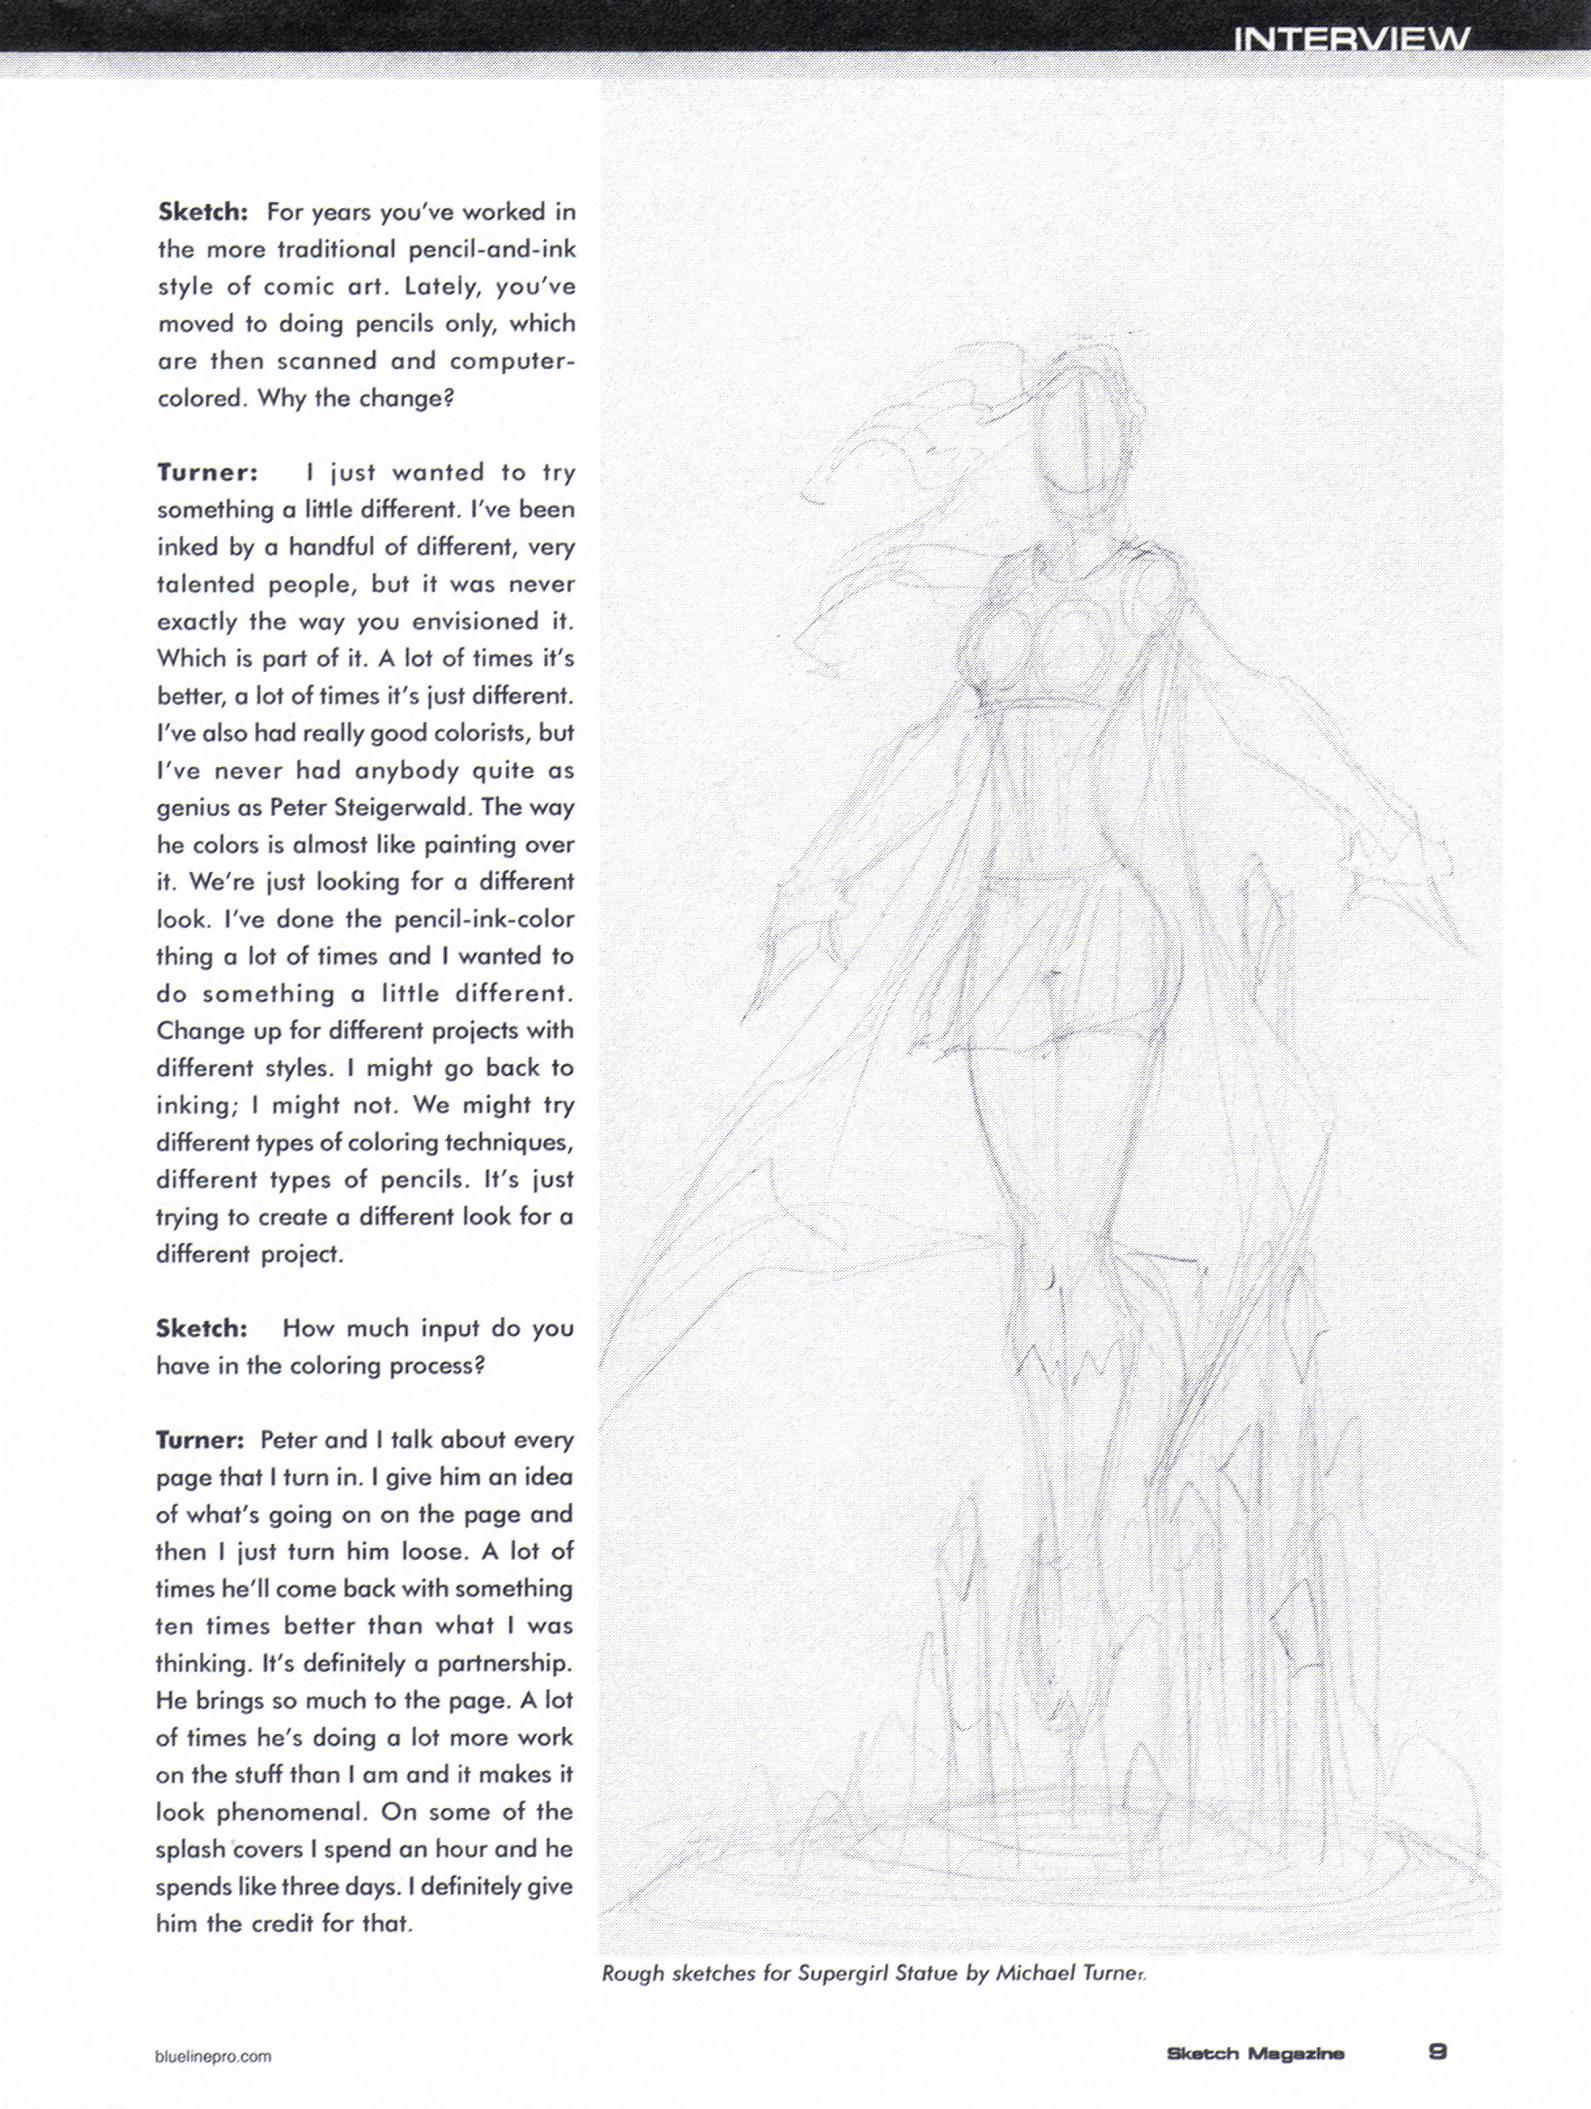 INTERVIEW
Sketch: For years you've worked in
the more traditional pencil-and-ink
style of comic art. Lately, you've
moved to doing pencils only, which
are then scanned and computer-
colored. Why the change?
Turner: I just wanted to try
something a little different. I've been
inked by a handful of different, very
talented people, but it was never
exactly the way you envisioned it.
Which is part of it. A lot of times it's
better, a lot of times it's just different.
I've also had really good colorists, but
I've never had anybody quite as
genius as Peter Steigerwald. The way
he colors is almost like painting over
it. We're just looking for a different
look. I've done the pencil-ink-color
thing a lot of times and I wanted to
do something a little different.
Change up for different projects with
different styles. I might go back to
inking; I might not. We might try
different types of coloring techniques,
different types of pencils. It's just
trying to create a different look for a
different project.
Sketch: How much input do you
have in the coloring process?
Turner: Peter and I talk about every
page that I turn in. I give him an idea
of what's going on on the page and
then I just turn him loose. A lot of
times he'll come back with something
ten times better than what I was
thinking. It's definitely a partnership.
He brings so much to the page. A lot
of times he's doing a lot more work
on the stuff than I am and it makes it
look phenomenal. On some of the
splash covers I spend an hour and he
spends like three days. I definitely give
him the credit for that.
Rough sketches for Supergirl Statue by Michael Turner.
bluelinepro.com
Sketch Magazine 9